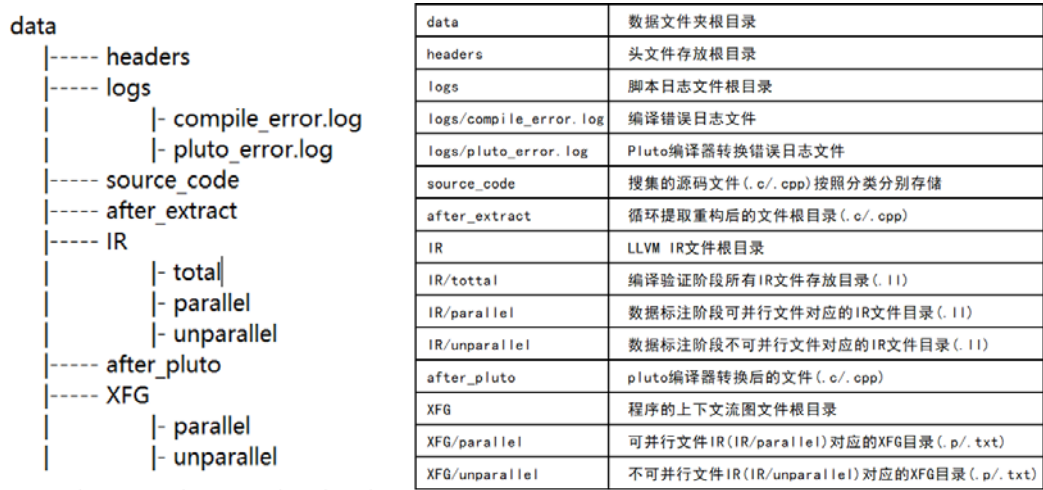 data
|----- headers
|----- logs
|- compile_error.log
|- pluto_error.log
|----- source_code
|----- after_extract
|----- IR
|- total
|- parallel
|- unparallel
|----- after_pluto
|----- XFG
|- parallel
|- unparallel
data 数据文件夹根目录
headers 头文件存放根目录
logs 脚本日志文件根目录
logs/compile_error.log 编译错误日志文件
logs/pluto_error.log Pluto编译器转换错误日志文件
source_code 搜集的源码文件(.c/.cpp)按照分类分别存储
after_extract 循环提取重构后的文件根目录(.c/.cpp)
IR LLVM IR文件根目录
IR/tottal 编译验证阶段所有IR文件存放目录(.ll)
IR/parallel 数据标注阶段可并行文件对应的IR文件目录(.ll)
IR/unparallel 数据标注阶段不可并行文件对应的IR文件目录(.ll)
after_pluto pluto编译器转换后的文件(.c/.cpp)
XFG 程序的上下文流图文件根目录
XFG/parallel 可并行文件IR(IR/parallel)对应的XFG目录(.p/.txt)
XFG/unparallel 不可并行文件IR(IR/unparallel)对应的XFG目录(.p/.txt)